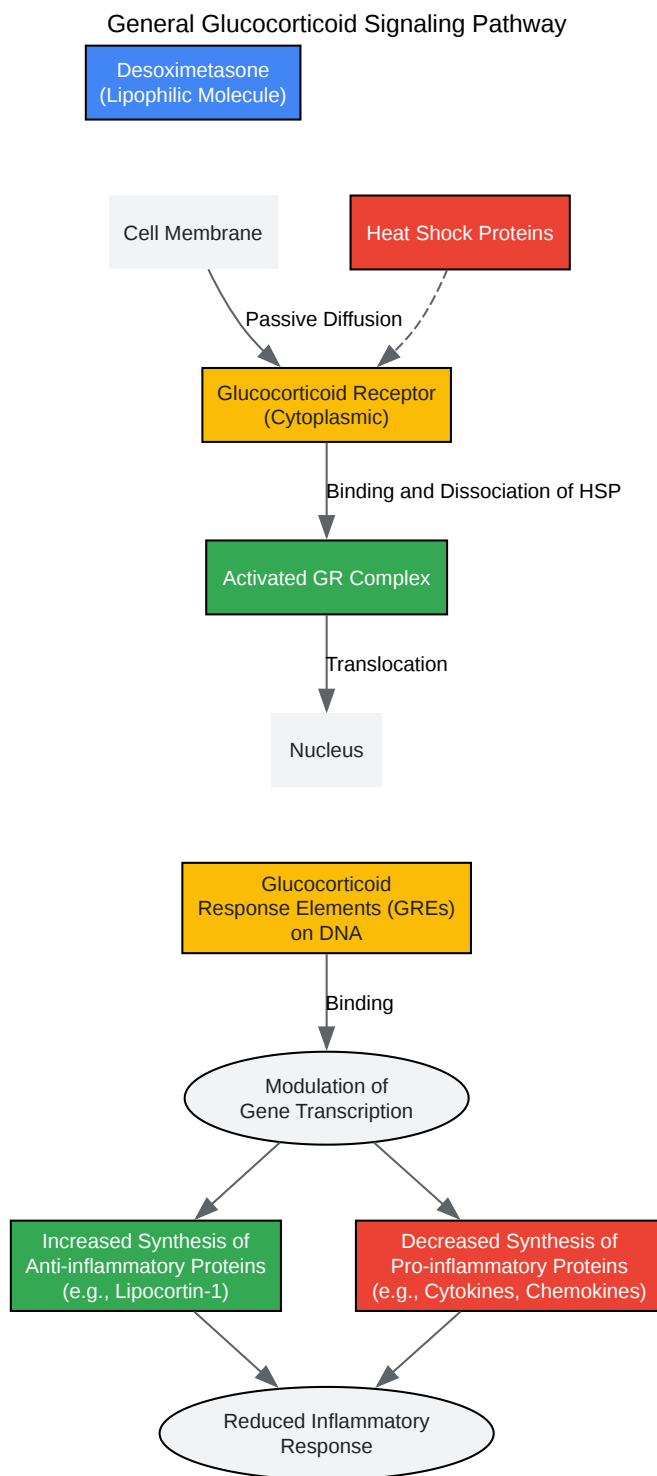 General Glucocorticoid Signaling Pathway
Desoximetasone
(Lipophilic Molecule)
Cell Membrane
Heat Shock Proteins
Passive Diffusion
Glucocorticoid Receptor
(Cytoplasmic)
Binding and Dissociation of HSP
Activated GR Complex
Translocation
Nucleus
Glucocorticoid
Response Elements (GREs)
on DNA
Binding
Modulation of
Gene Transcription
Increased Synthesis of
Anti-inflammatory Proteins
(e.g., Lipocortin-1)
Decreased Synthesis of
Pro-inflammatory Proteins
(e.g., Cytokines, Chemokines)
Reduced Inflammatory
Response